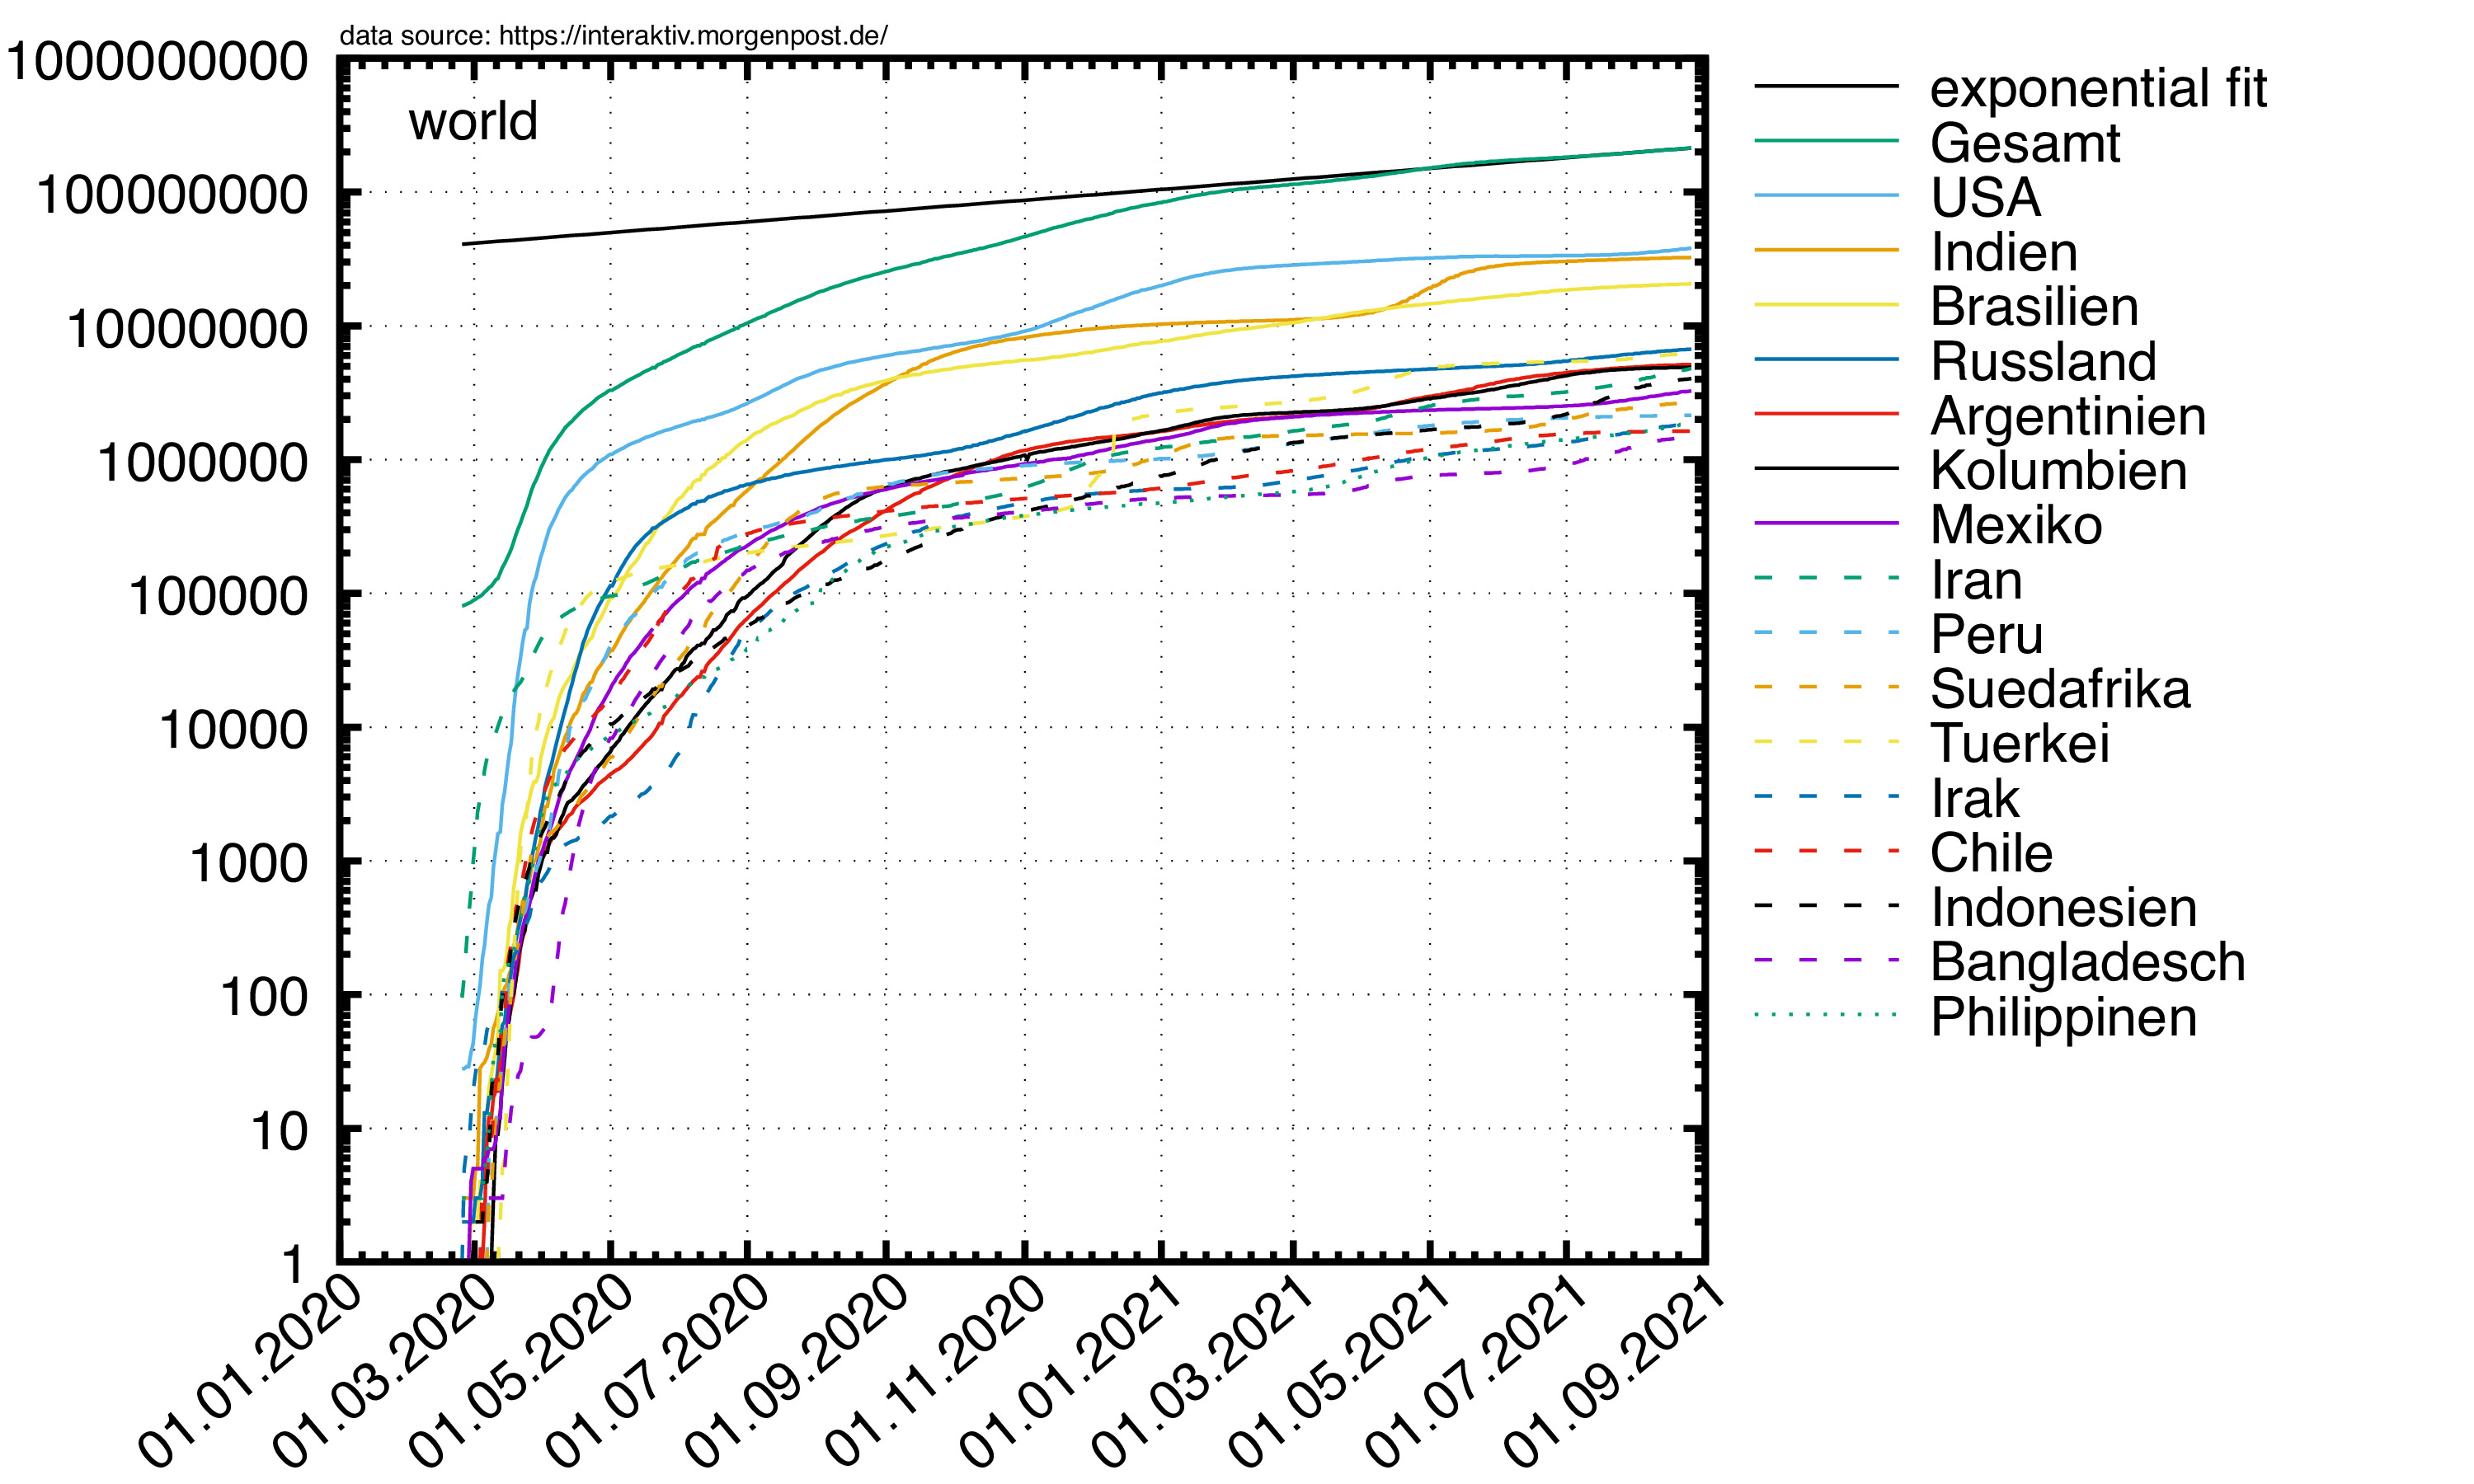 data source: https://interaktiv.morgenpost.de/
1000000000
100000000
10000000
1000000
100000
10000
1000
100
10
1
world
01.01.2020
01.03.2020
01.05.2020
01.07.2020
01.09.2020
01.11.2020
01.01.2021
01.03.2021
01.05.2021
01.07.2021
01.09.2021
exponential fit
Gesamt
USA
Indien
Brasilien
Russland
Argentinien
Kolumbien
Mexiko
Iran
Peru
Suedafrika
Tuerkei
Irak
Chile
Indonesien
Bangladesch
Philippinen